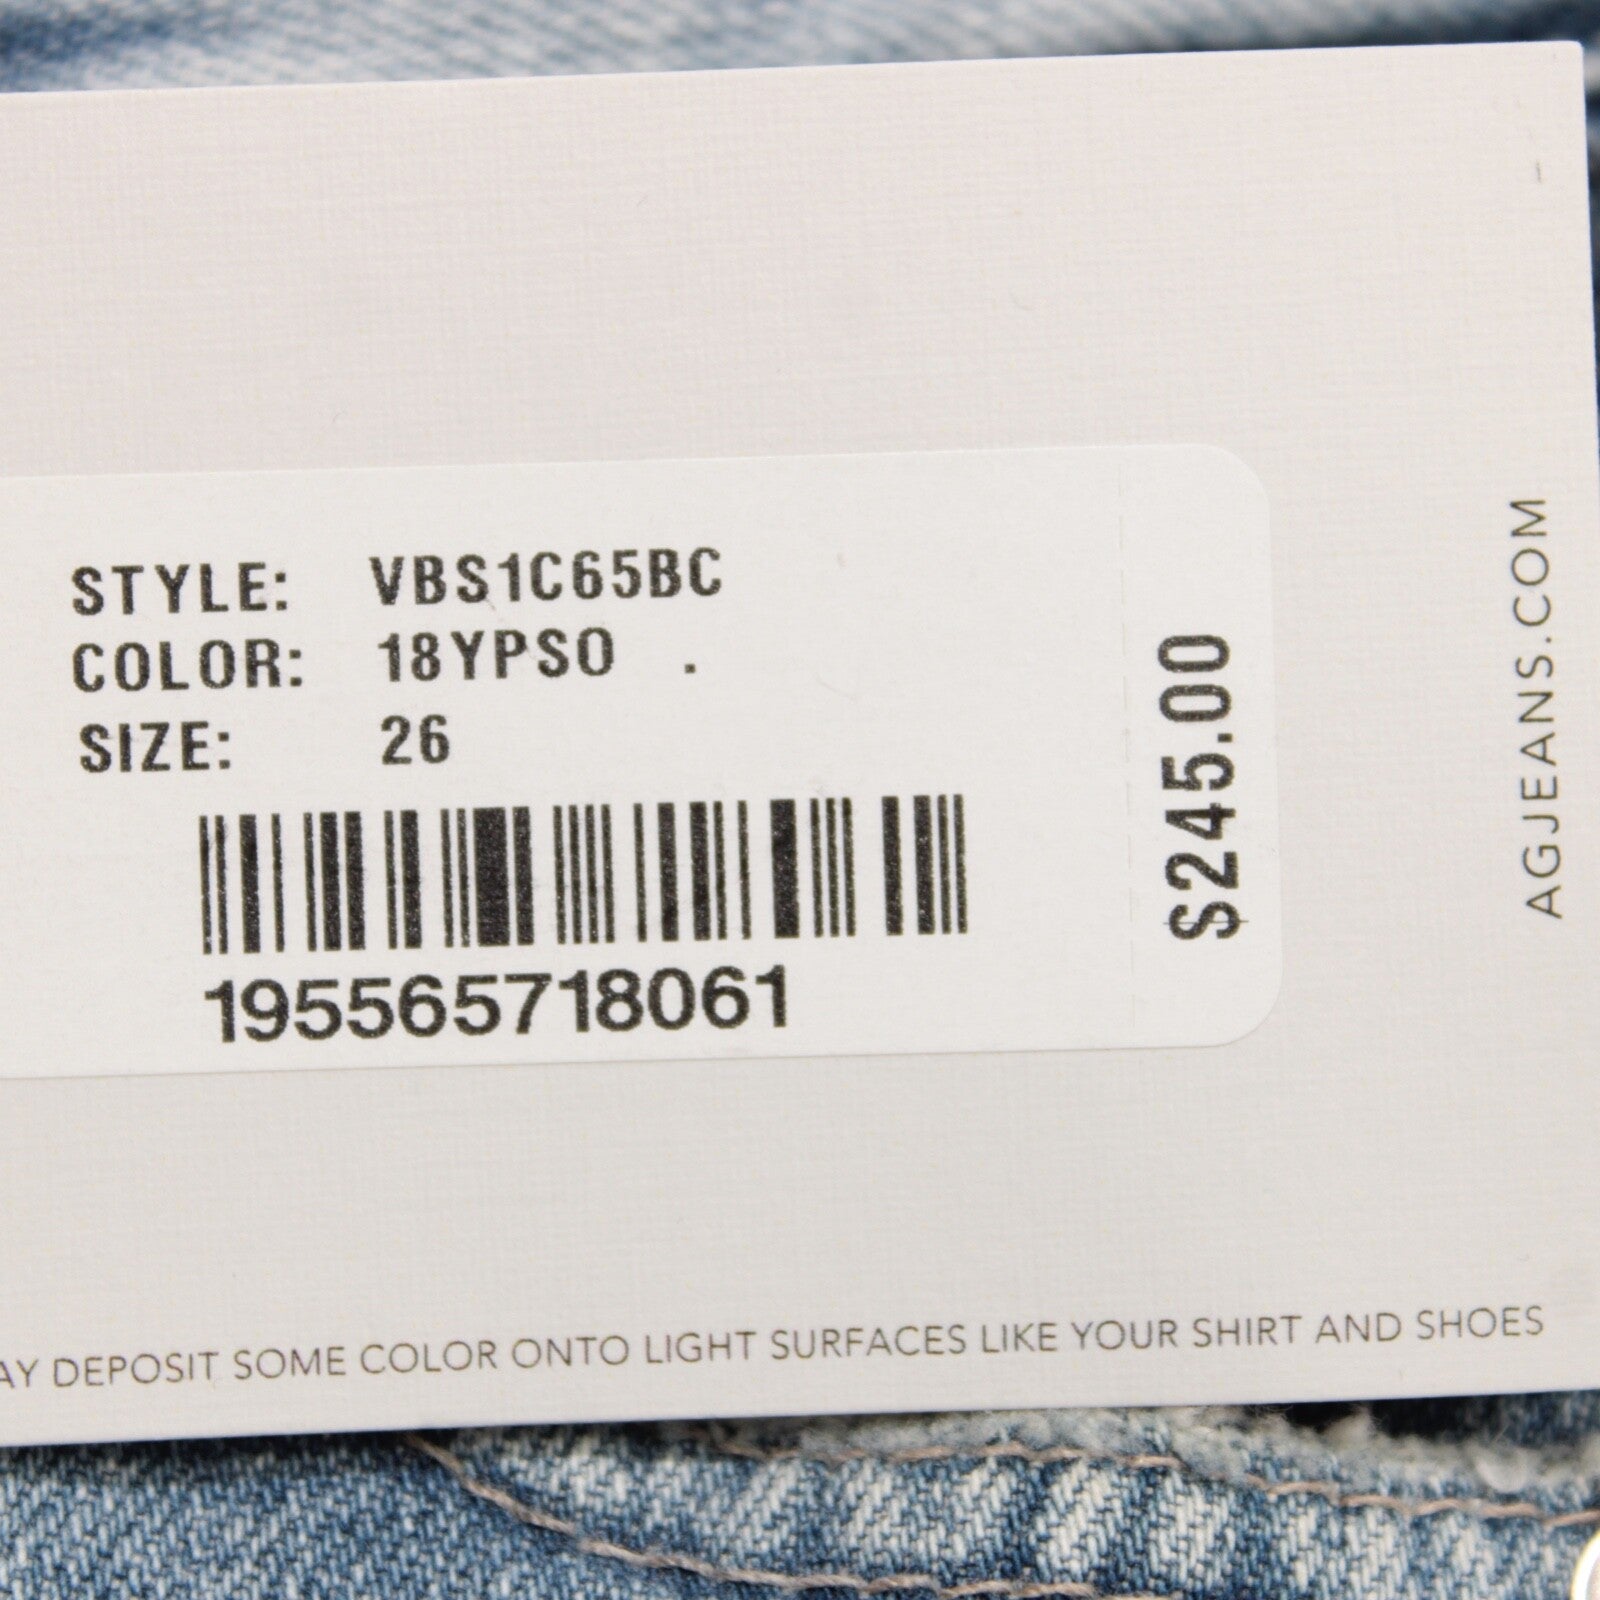 STYLE: VBS1C65BC
COLOR: 18YPSO .
SIZE: 26
195565718061
$245.00
AGJEANS.COM
AY DEPOSIT SOME COLOR ONTO LIGHT SURFACES LIKE YOUR SHIRT AND SHOES